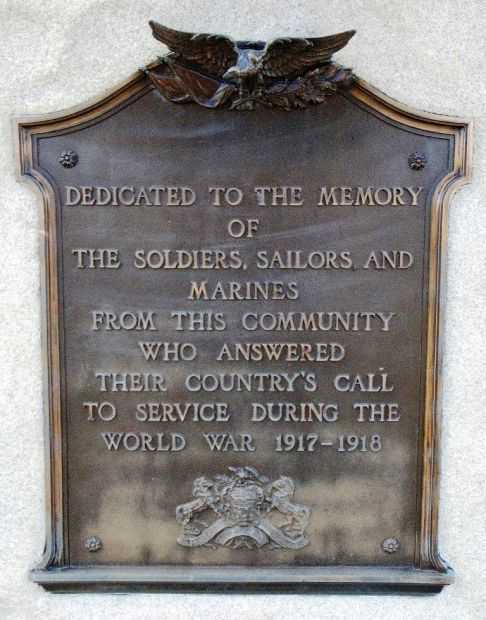 DEDICATED TO THE MEMORY
OF
THE SOLDIERS, SAILORS, AND
MARINES
FROM THIS COMMUNITY
WHO ANSWERED
THEIR COUNTRY'S CALL
TO SERVICE DURING THE
WORLD WAR 1917-1918